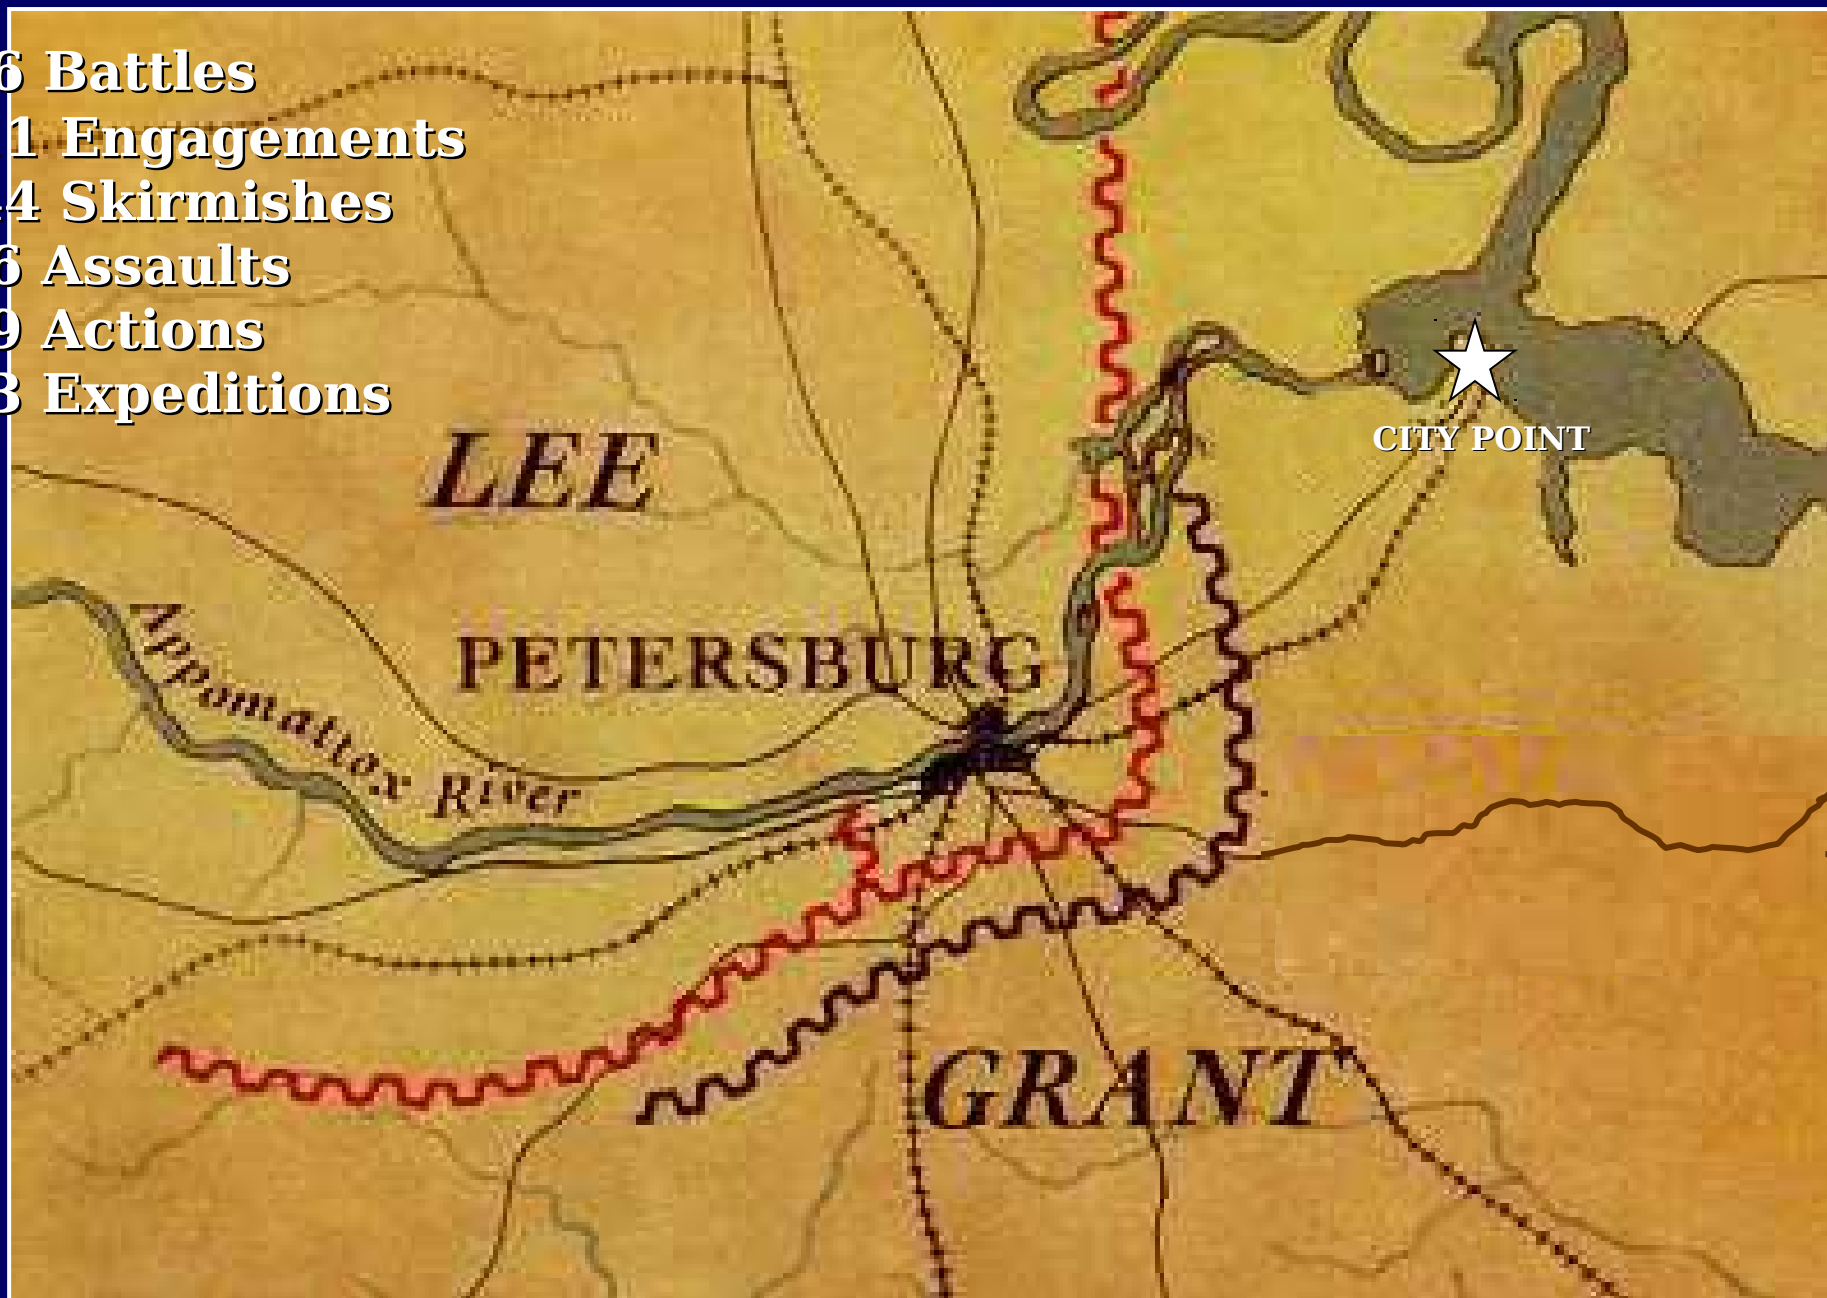 6 Battles
1 Engagements
4 Skirmishes
6 Assaults
9 Actions
3 Expeditions
LEE
CITY POINT
PETERSBURG
Appomattox River
GRANT